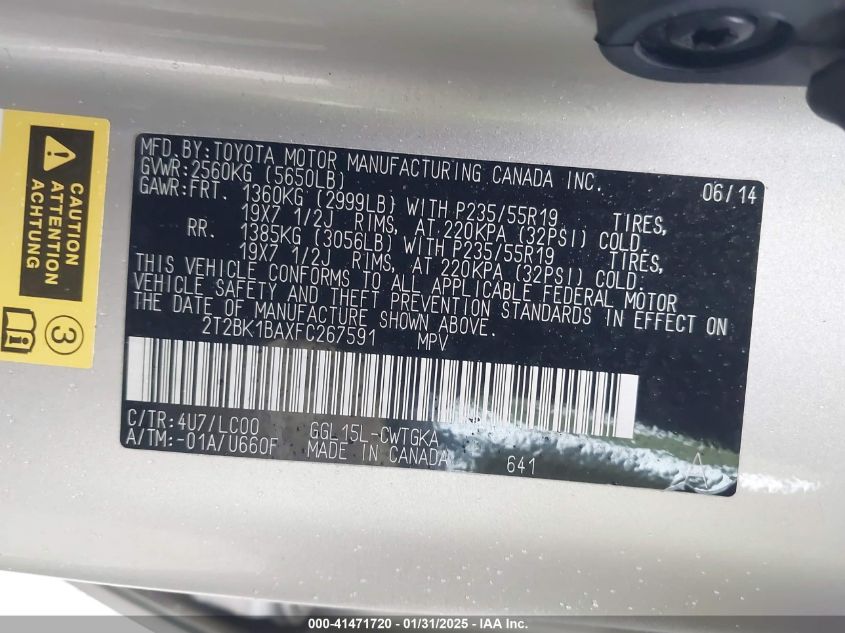 CAUTION
ATTENTION
ACHTUNG
3
MFD.BY:TOYOTA MOTOR MANUFACTURING CANADA INC.
GVWR:2560KG (5650LB) 06/14
GAWR:FRT. 1360KG (2999LB) WITH P235/55R19 TIRES,
19X7 1/2J RIMS, AT 220KPA (32PSI) COLD.
RR. 1385KG (3056LB) WITH P235/55R19 TIRES,
19X7 1/2J RIMS, AT 220KPA (32PSI) COLD.
THIS VEHICLE CONFORMS TO ALL APPLICABLE FEDERAL MOTOR
VEHICLE SAFETY AND THEFT PREVENTION STANDARDS IN EFFECT ON
THE DATE OF MANUFACTURE SHOWN ABOVE.
2T2BK1BAXFC267591 MPV
C/TR:4U7/LC00 GGL15L-CWTGKA
A/TM:-01A/U660F MADE IN CANADA 641
A
000-41471720 - 01/31/2025 - IAA, Inc.